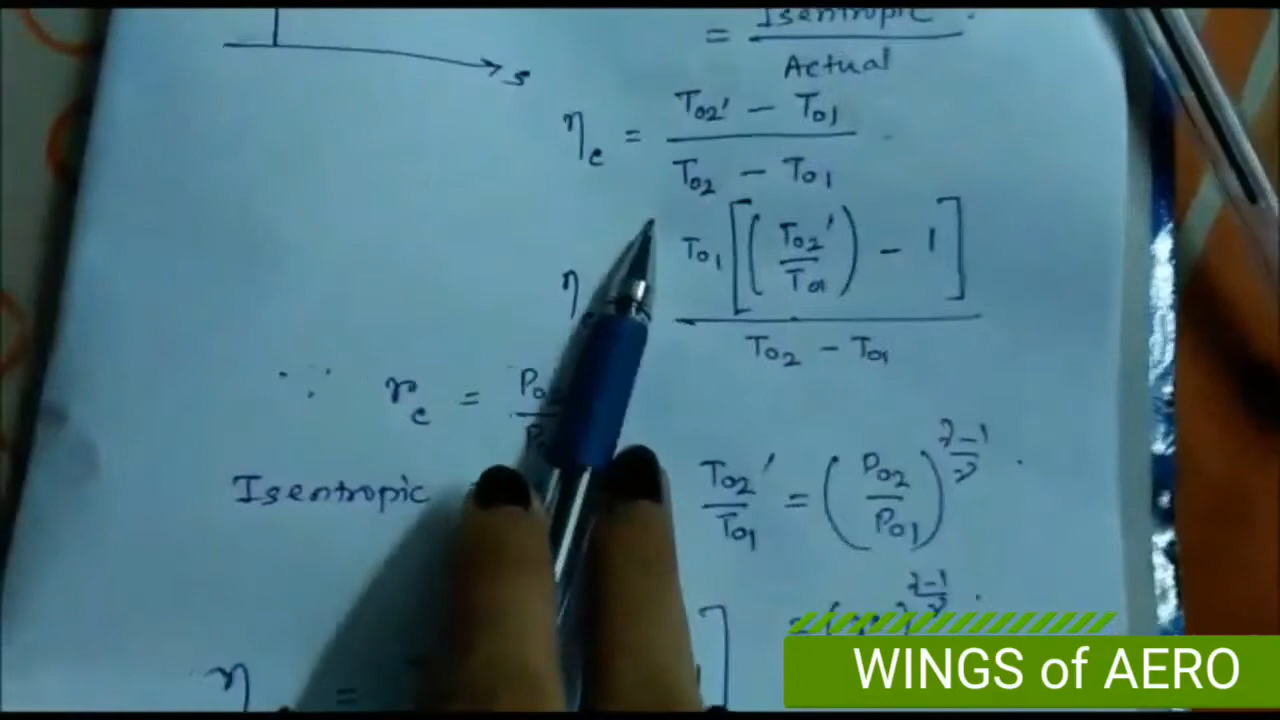 = Isentropic / Actual
s
η_c = (T02' − T01) / (T02 − T01)
η T01 [(T02' / T01) − 1] / (T02 − T01)
∵ r_c =
Isentropic T02' / T01 = (P02 / P01)^((γ−1)/γ)
η =
WINGS of AERO